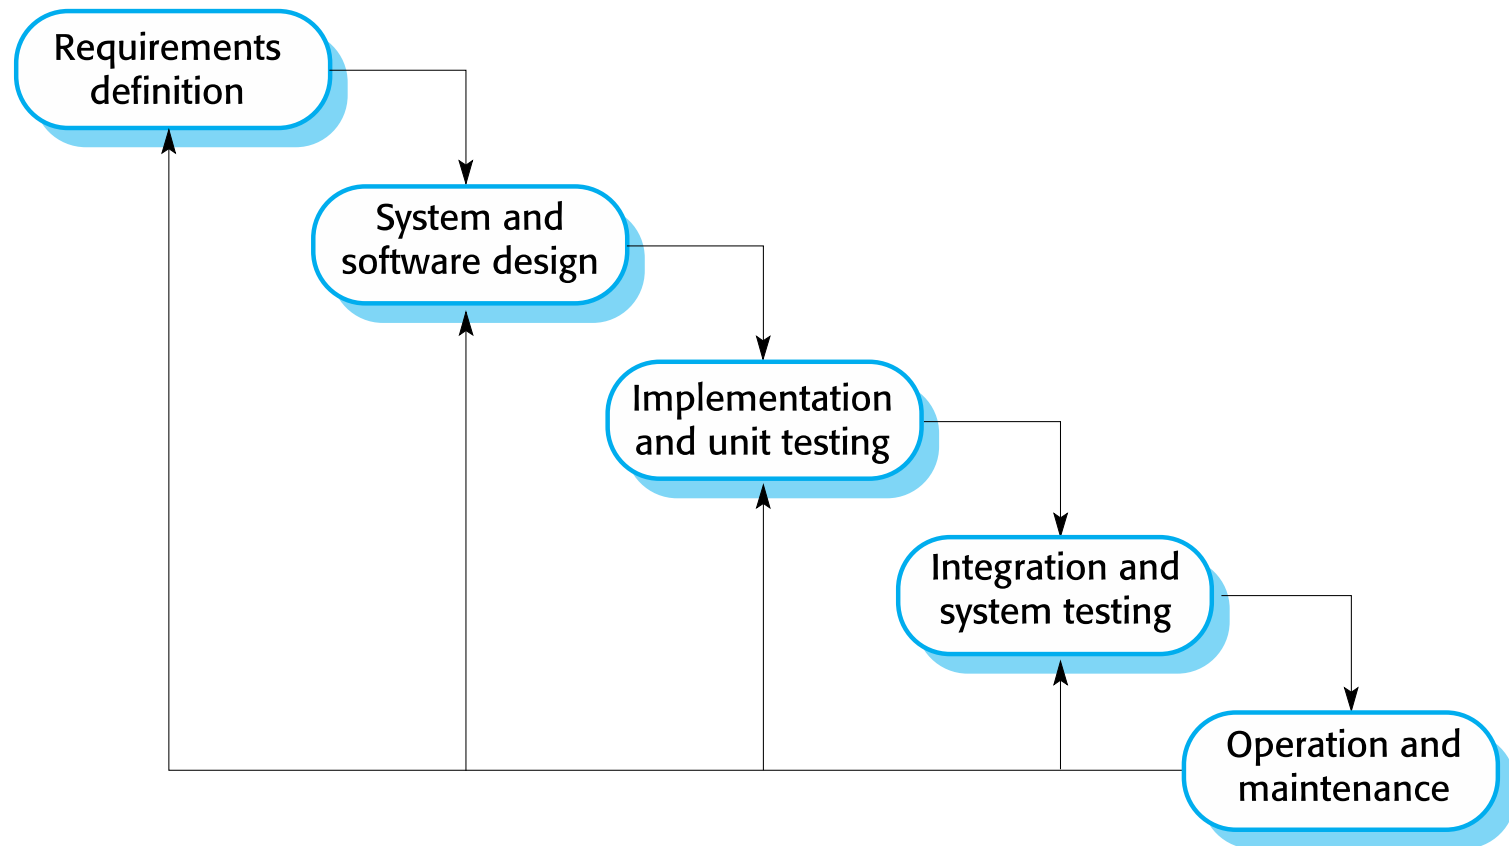 Requirements
definition
System and
software design
Implementation
and unit testing
Integration and
system testing
Operation and
maintenance